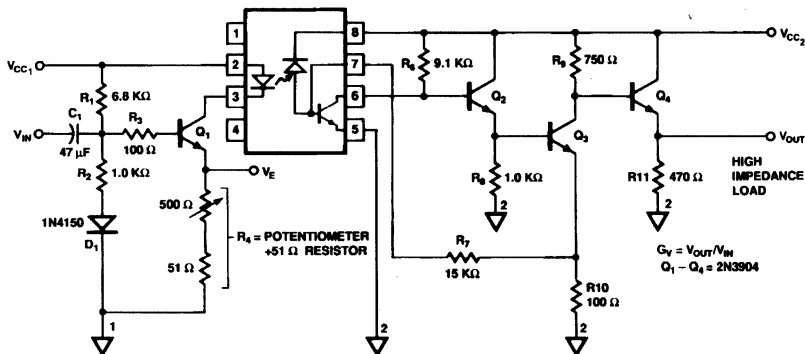 1
2
3
4
8
7
6
5
V_CC1
V_CC2
R1
6.8 KΩ
V_IN
C1
47 µF
R3
100 Ω
Q1
R2
1.0 KΩ
1N4150
D1
V_E
500 Ω
51 Ω
R4 = POTENTIOMETER
+51 Ω RESISTOR
1
R6
9.1 KΩ
Q2
R9
750 Ω
Q4
Q3
V_OUT
1.0 KΩ
2
R11
470 Ω
2
HIGH
IMPEDANCE
LOAD
R7
15 KΩ
G_V = V_OUT/V_IN
Q1 – Q4 = 2N3904
R10
100 Ω
2
2